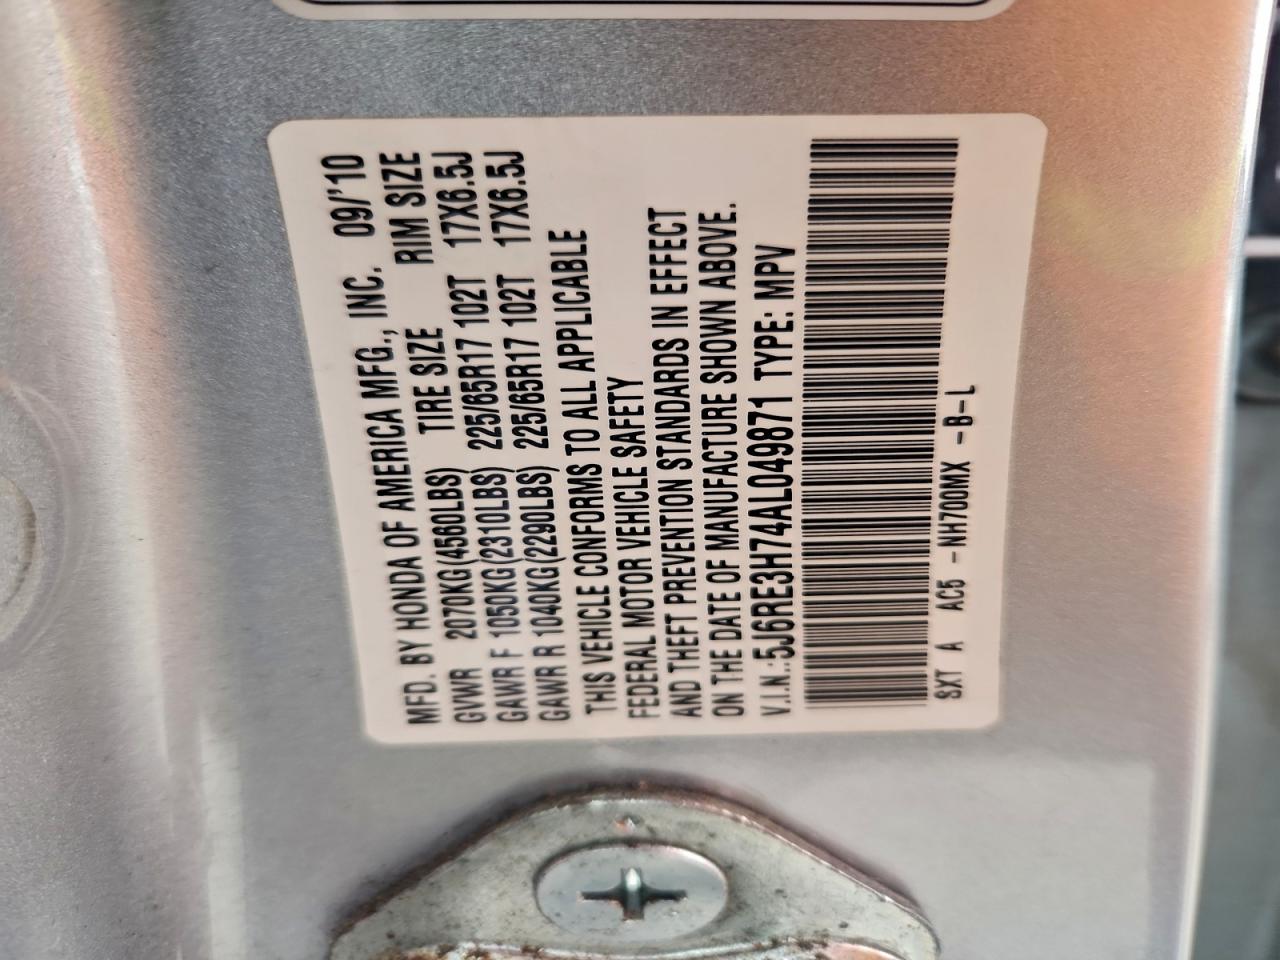 MFD. BY HONDA OF AMERICA MFG., INC. 09/'10
GVWR 2070KG(4560LBS) TIRE SIZE RIM SIZE
GAWR F 1050KG(2310LBS) 225/65R17 102T 17X6.5J
GAWR R 1040KG(2290LBS) 225/65R17 102T 17X6.5J
THIS VEHICLE CONFORMS TO ALL APPLICABLE
FEDERAL MOTOR VEHICLE SAFETY
AND THEFT PREVENTION STANDARDS IN EFFECT
ON THE DATE OF MANUFACTURE SHOWN ABOVE.
V.I.N.:5J6RE3H74AL049871 TYPE: MPV
SXT A AC5 -NH700MX -B-L